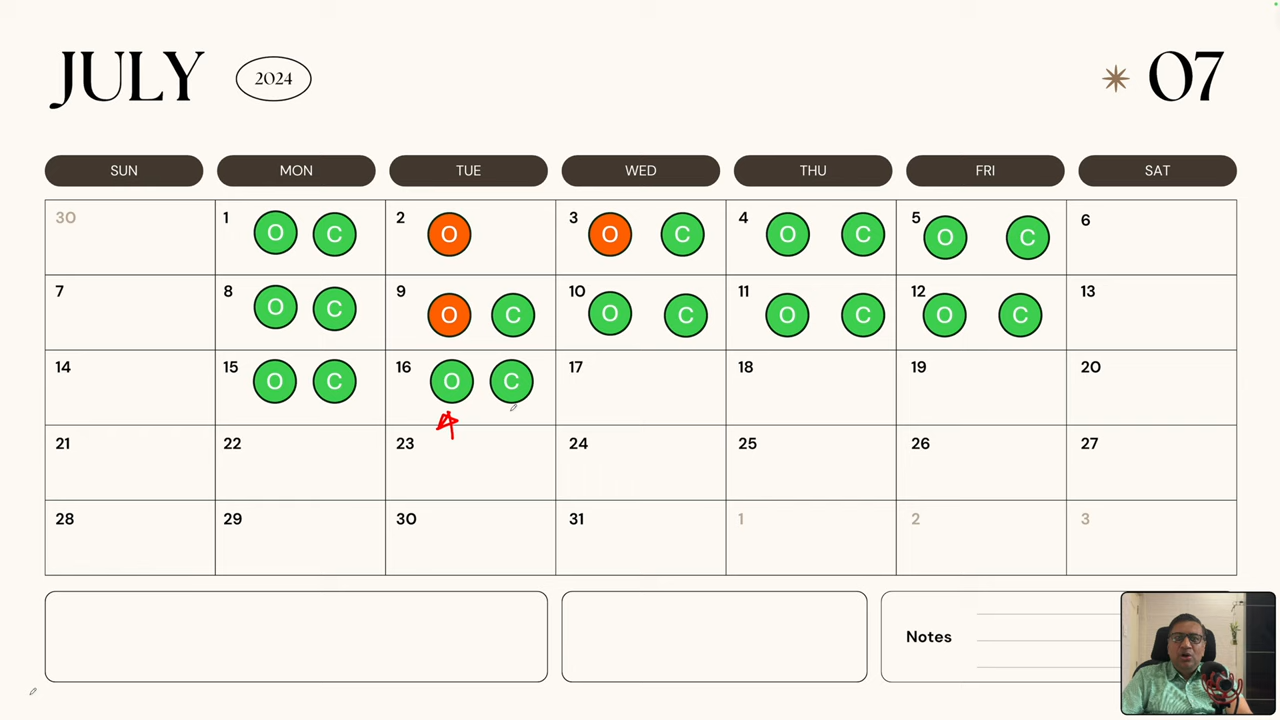 JULY 2024 07
SUN MON TUE WED THU FRI SAT
30 1 O C 2 O 3 O C 4 O C 5 O C 6
7 8 O C 9 O C 10 O C 11 O C 12 O C 13
14 15 O C 16 O C 17 18 19 20
21 22 23 24 25 26 27
28 29 30 31 1 2 3
Notes